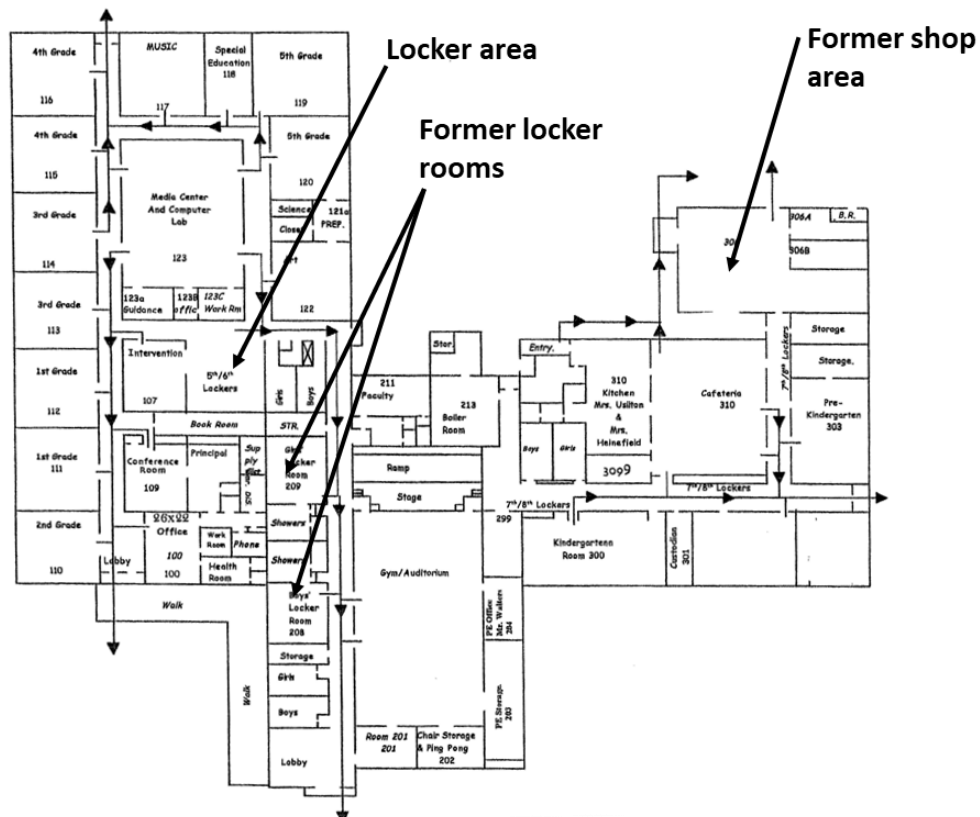 Locker area
Former shop
area
Former locker
rooms
4th Grade
116
MUSIC
117
Special
Education
118
5th Grade
119
4th Grade
115
5th Grade
120
Media Center
And Computer
Lab
123
Science
Closet
121a
PREP.
3rd Grade
114
Art
122
123a
Guidance
123B
office
123C
Work Rm
3rd Grade
113
Intervention
107
5th/6th
Lockers
Girls
Boys
1st Grade
112
Book Room
STR.
1st Grade
111
Conference
Room
109
Principal
Girls'
Locker
Room
209
2nd Grade
110
Lobby
26x22
Office
100
100
Work
Room
Phone
Health
Room
Showers
Showers
Boys'
Locker
Room
208
Walk
Walk
Storage
Girls
Boys
Lobby
Faculty
211
Stor.
213
Boiler
Room
Ramp
Stage
Gym/Auditorium
299
PE Office
Mr. Walters
204
PE Storage
203
Room 201
201
Chair Storage
& Ping Pong
202
Entry.
Boys
Girls
310
Kitchen
Mrs. Usilton
&
Mrs.
Heinefield
3099
Cafeteria
310
7th/8th Lockers
7th/8th Lockers
7th/8th Lockers
306A
B.R.
306B
Storage
Storage.
Pre-
Kindergarten
303
Kindergartenn
Room 300
Custodian
301